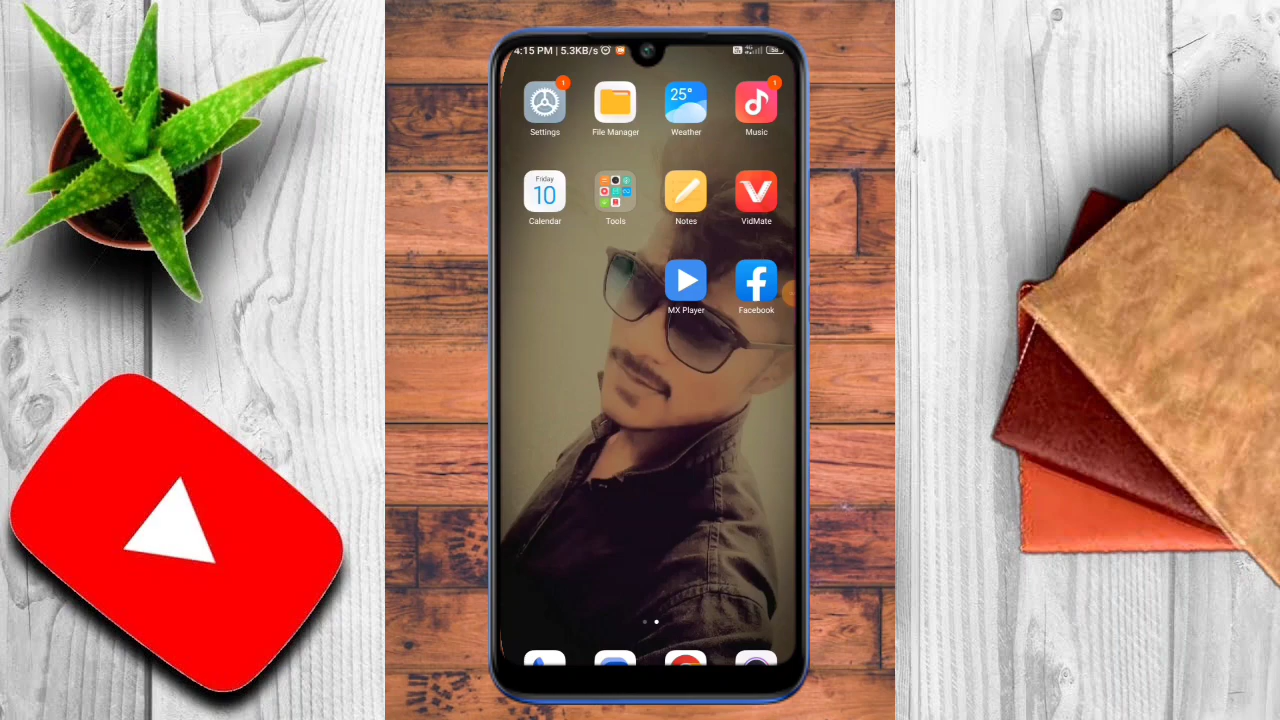 4:15 PM | 5.3KB/s
25°
Settings
File Manager
Weather
Music
Friday
10
Calendar
Tools
Notes
VidMate
MX Player
Facebook